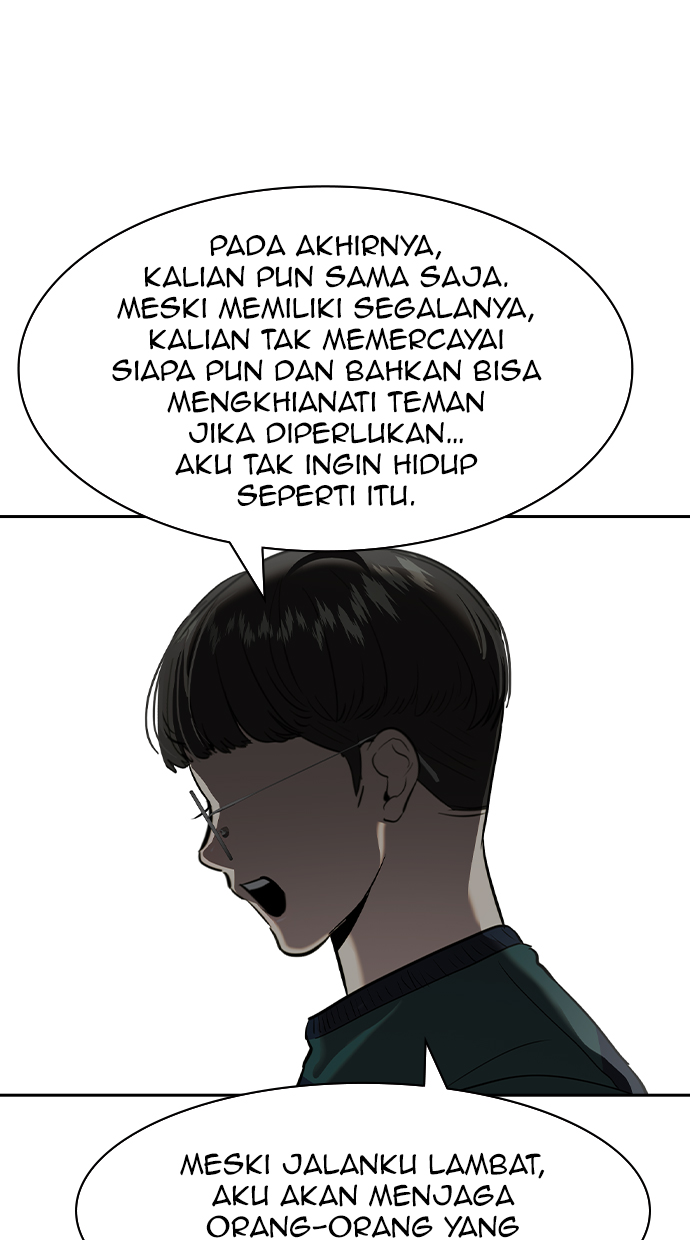 PADA AKHIRNYA,
KALIAN PUN SAMA SAJA.
MESKI MEMILIKI SEGALANYA,
KALIAN TAK MEMERCAYAI
SIAPA PUN DAN BAHKAN BISA
MENGKHIANATI TEMAN
JIKA DIPERLUKAN...
AKU TAK INGIN HIDUP
SEPERTI ITU.
MESKI JALANKU LAMBAT,
AKU AKAN MENJAGA
ORANG-ORANG YANG